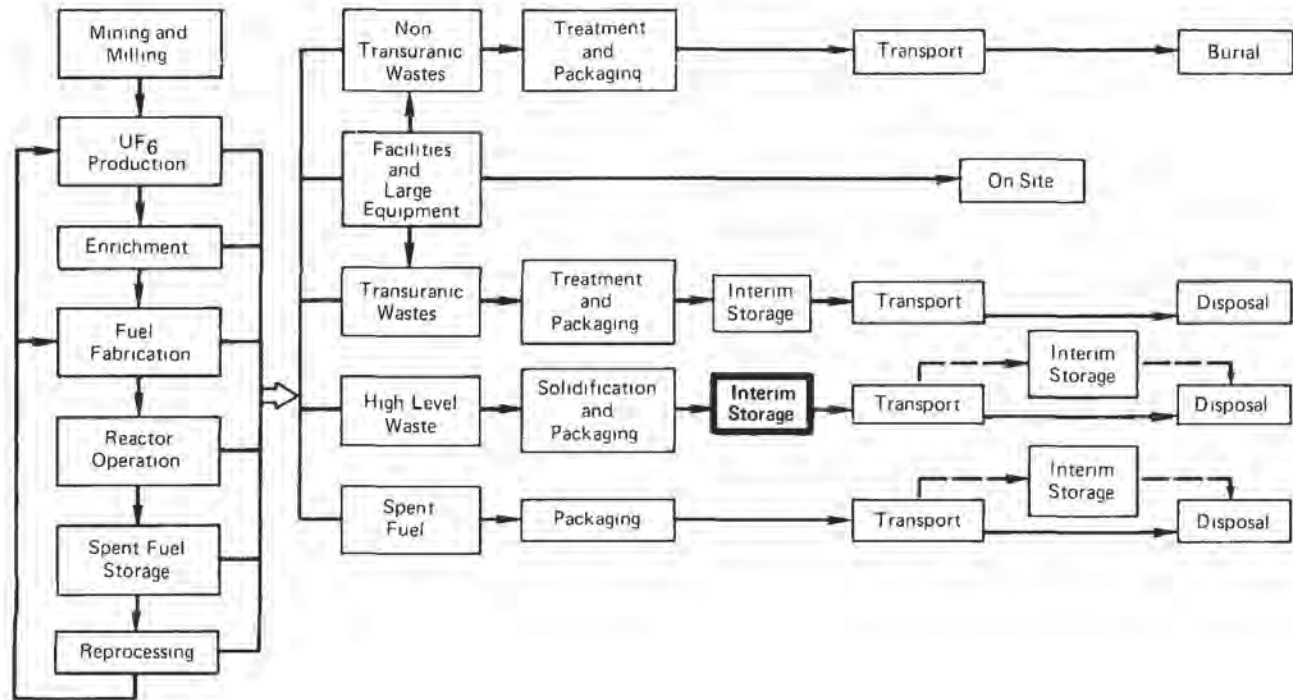 Mining and
Milling
UF6
Production
Enrichment
Fuel
Fabrication
Reactor
Operation
Spent Fuel
Storage
Reprocessing
Non
Transuranic
Wastes
Treatment
and
Packaging
Transport
Burial
Facilities
and
Large
Equipment
On Site
Transuranic
Wastes
Treatment
and
Packaging
Interim
Storage
Transport
Disposal
High Level
Waste
Solidification
and
Packaging
Interim
Storage
Transport
Interim
Storage
Disposal
Spent
Fuel
Packaging
Transport
Interim
Storage
Disposal